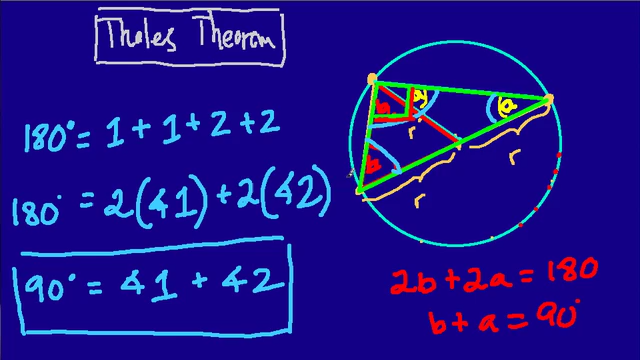 Thales Theorem
180° = 1 + 1 + 2 + 2
180° = 2(∡1) + 2(∡2)
90° = ∡1 + ∡2
b
a
a
b
r
r
r
2b + 2a = 180
b + a = 90°